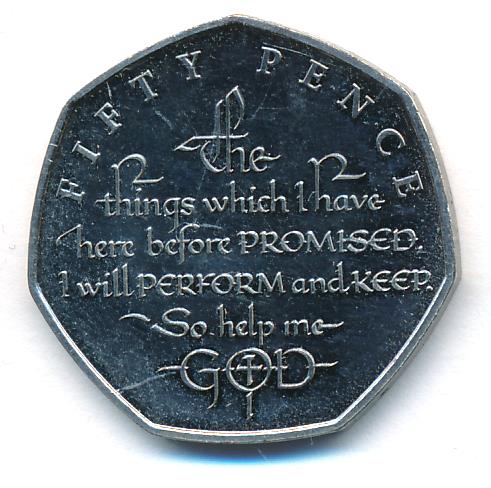 FIFTY PENCE
The
things which I have
here before PROMISED.
I will PERFORM and KEEP.
So help me
GOD